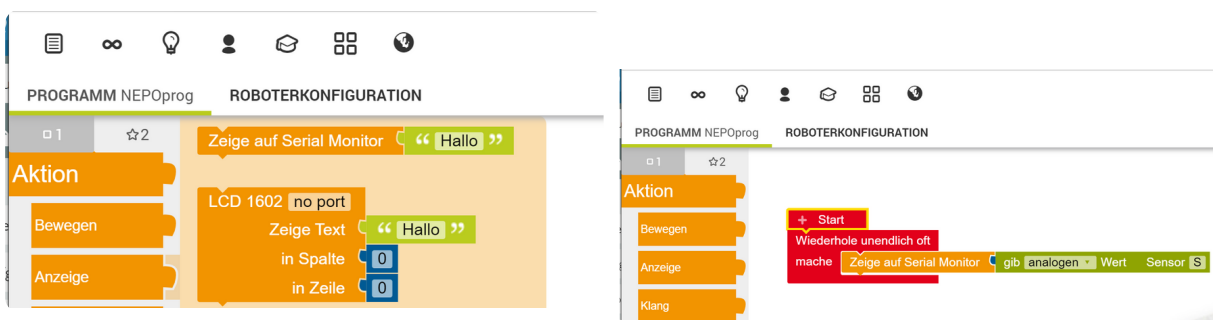 PROGRAMM NEPOprog ROBOTERKONFIGURATION
1 2
Aktion
Bewegen
Anzeige
Zeige auf Serial Monitor “ Hallo ”
LCD 1602 no port
Zeige Text “ Hallo ”
in Spalte 0
in Zeile 0
PROGRAMM NEPOprog ROBOTERKONFIGURATION
1 2
Aktion
Bewegen
Anzeige
Klang
+ Start
Wiederhole unendlich oft
mache Zeige auf Serial Monitor gib analogen Wert Sensor S